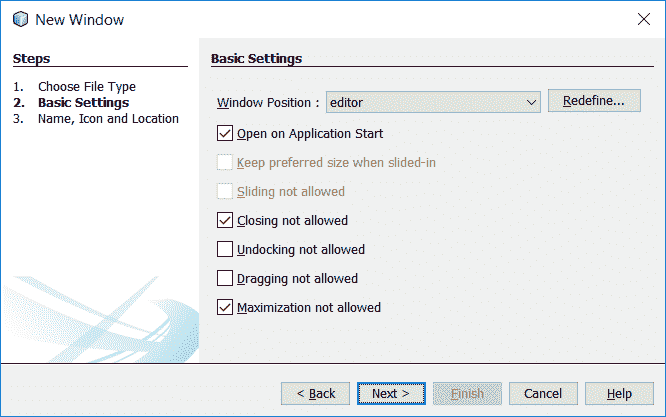 New Window
Steps
1. Choose File Type
2. Basic Settings
3. Name, Icon and Location
Basic Settings
Window Position : editor Redefine...
Open on Application Start
Keep preferred size when slided-in
Sliding not allowed
Closing not allowed
Undocking not allowed
Dragging not allowed
Maximization not allowed
< Back Next > Finish Cancel Help